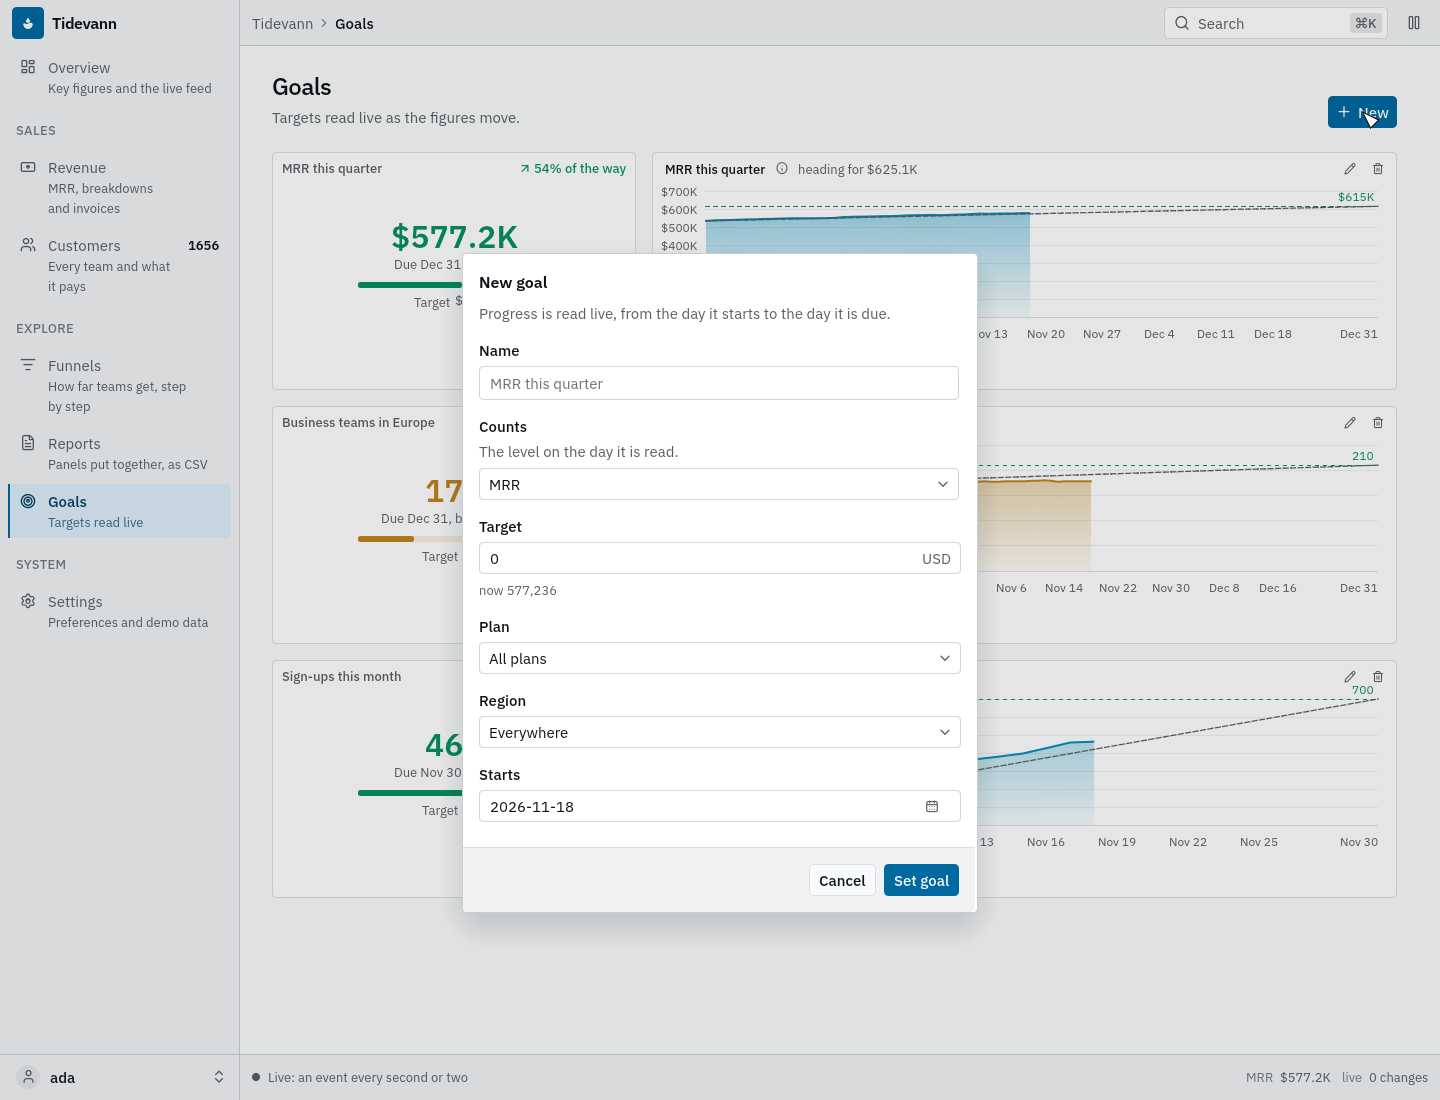 Tidevann
Overview
Key figures and the live feed
SALES
Revenue
MRR, breakdowns
and invoices
Customers
1656
Every team and what
it pays
EXPLORE
Funnels
How far teams get, step
by step
Reports
Panels put together, as CSV
Goals
Targets read live
SYSTEM
Settings
Preferences and demo data
ada
Tidevann > Goals
Search
⌘K
Goals
Targets read live as the figures move.
New
MRR this quarter
54% of the way
$577.2K
Due Dec 31
Target $
MRR this quarter
heading for $625.1K
$700K
$600K
$500K
$400K
$615K
Nov 20
Nov 27
Dec 4
Dec 11
Dec 18
Dec 31
Business teams in Europe
17
Due Dec 31,
Target
210
Nov 6
Nov 14
Nov 22
Nov 30
Dec 8
Dec 16
Dec 31
Sign-ups this month
46
Due Nov 30
Target
700
13
Nov 16
Nov 19
Nov 22
Nov 25
Nov 30
New goal
Progress is read live, from the day it starts to the day it is due.
Name
MRR this quarter
Counts
The level on the day it is read.
MRR
Target
0
USD
now 577,236
Plan
All plans
Region
Everywhere
Starts
2026-11-18
Cancel
Set goal
Live: an event every second or two
MRR $577.2K live 0 changes